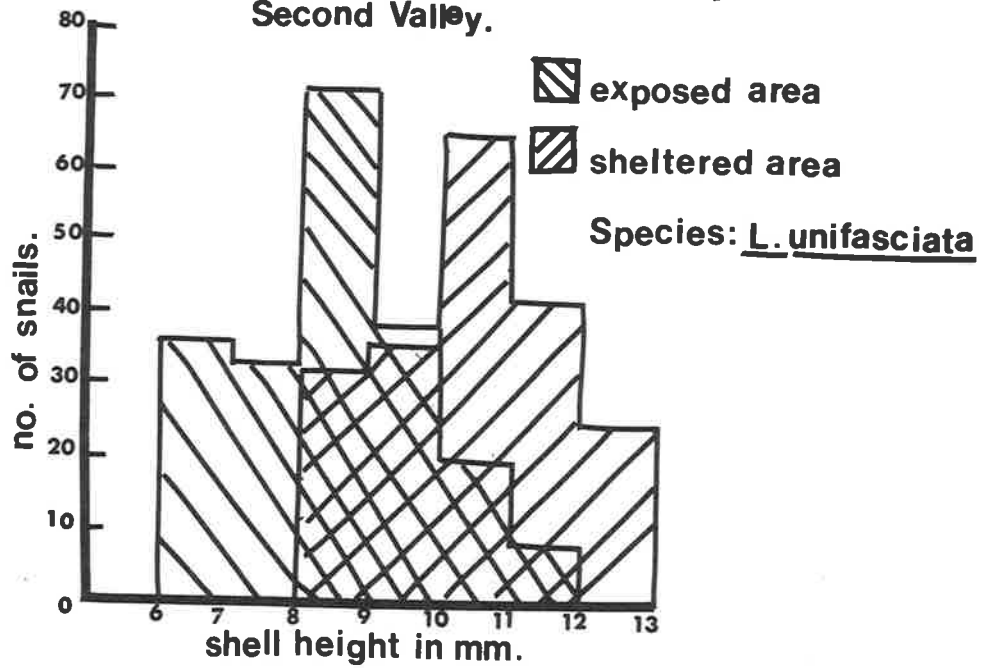 Second Valley.
80
70
60
50
40
30
20
10
0
no. of snails.
exposed area
sheltered area
Species: L. unifasciata
6 7 8 9 10 11 12 13
shell height in mm.